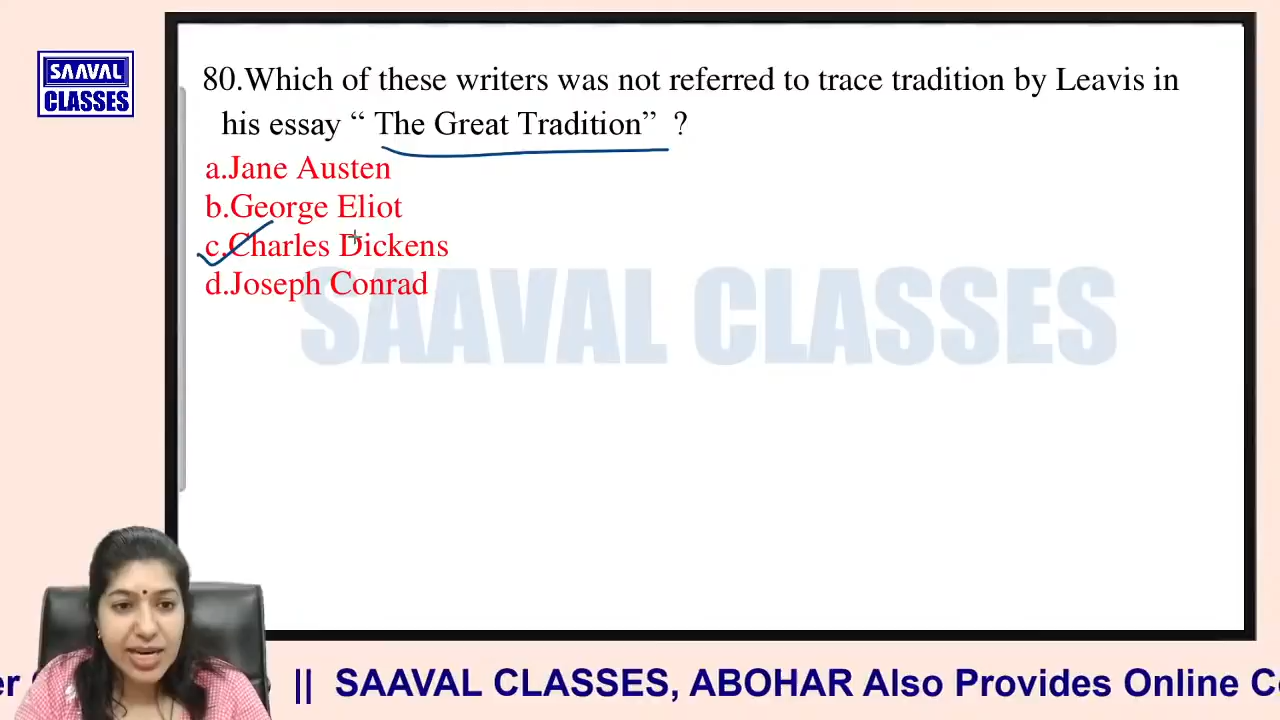 SAAVAL
CLASSES
80.Which of these writers was not referred to trace tradition by Leavis in
his essay “ The Great Tradition” ?
a.Jane Austen
b.George Eliot
c.Charles Dickens
d.Joseph Conrad
SAAVAL CLASSES
|| SAAVAL CLASSES, ABOHAR Also Provides Online